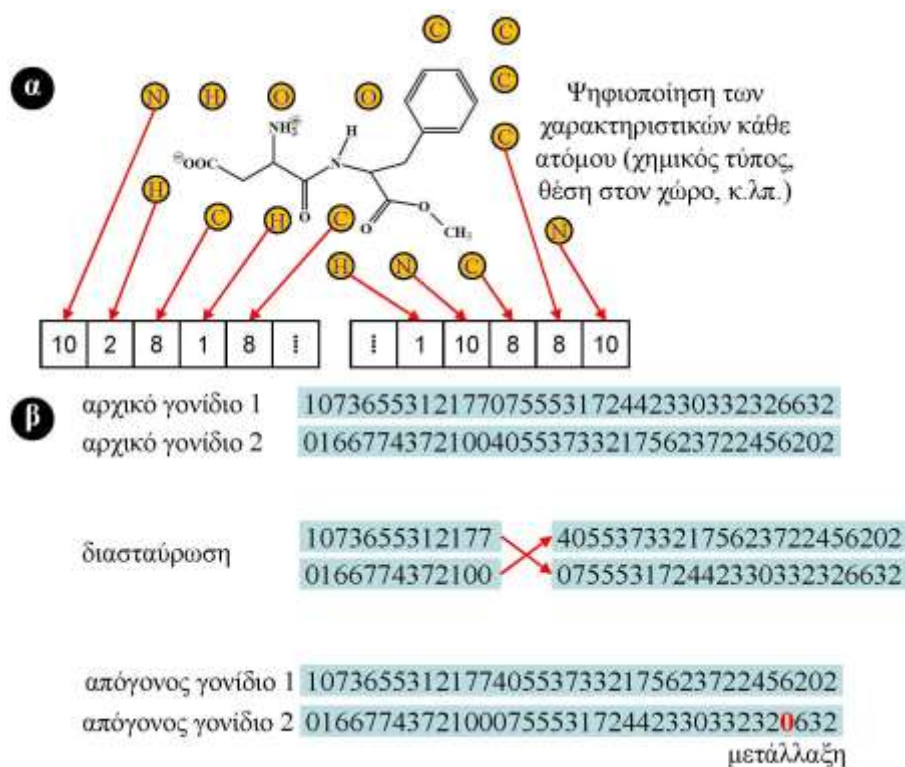 α
C C
C
N H O O
Ψηφιοποίηση των
χαρακτηριστικών κάθε
ατόμου (χημικός τύπος,
θέση στον χώρο, κ.λπ.)
C
NH₃⊕
H
⊖OOC
N
H C H C
O
O
O
CH₃
N
H N C
10 2 8 1 8 ⁞ ⁞ 1 10 8 8 10
β
αρχικό γονίδιο 1 1073655312177075553172442330332326632
αρχικό γονίδιο 2 0166774372100405537332175623722456202
διασταύρωση
1073655312177 405537332175623722456202
0166774372100 075553172442330332326632
απόγονος γονίδιο 1 1073655312177405537332175623722456202
απόγονος γονίδιο 2 0166774372100075553172442330332320632
μετάλλαξη